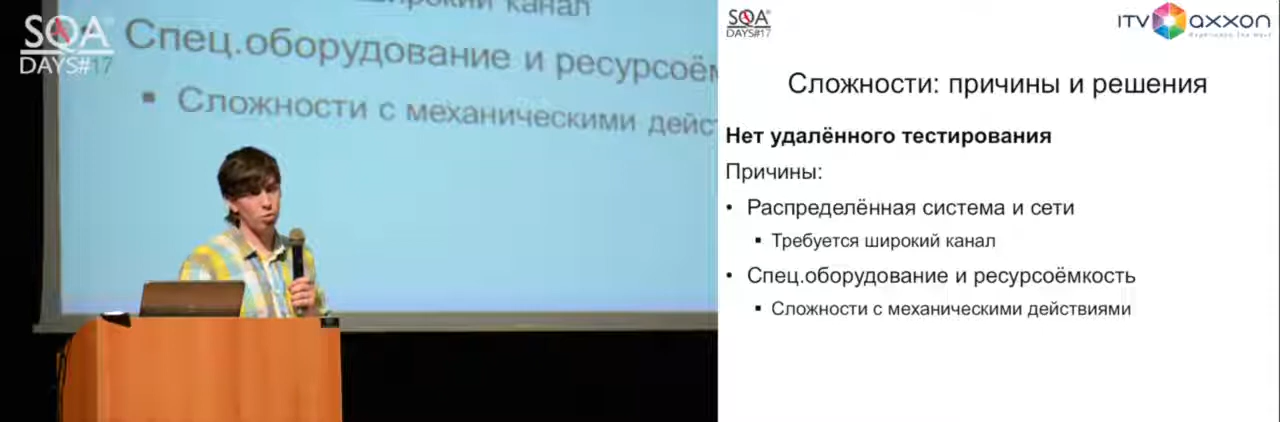 SQA
DAYS#17
широкий канал
Спец.оборудование и ресурсоём
▪ Сложности с механическими дейс
SQA
DAYS#17
ITV axxon
Сложности: причины и решения
Нет удалённого тестирования
Причины:
• Распределённая система и сети
▪ Требуется широкий канал
• Спец.оборудование и ресурсоёмкость
▪ Сложности с механическими действиями